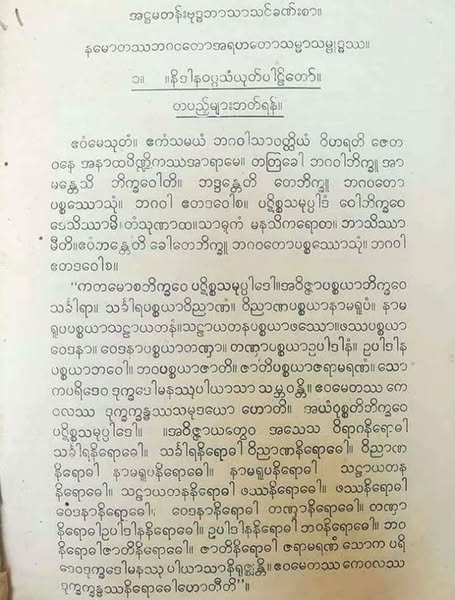 အဋ္ဌမတန်းဗုဒ္ဓဘာသာသင်ခဏ်းစာ။
နမောတဿဘဂဝတောအရဟတောသမ္မာသမ္ဗုဒ္ဓဿ။
၁။ ။နိဒါနဝဂ္ဂသံယုတ်ပါဠိတော်။
တပည့်များဘတ်ရန်။
ဧဝံမေသုတံ။ ဧကံသမယံ ဘဂဝါသာဝတ္ထိယံ ဝိဟရတိ ဇေတ
ဝနေ အနာထပိဏ္ဍိကဿအာရာမေ။ တတြခေါ ဘဂဝါဘိက္ခူ အာ
မန္တေသိ ဘိက္ခဝေါတိ။ ဘဒ္ဒန္တေတိ တေဘိက္ခူ ဘဂဝတော
ပစ္စဿောသုံ။ ဘဂဝါ ဧတဒဝေါစ။ ပဋိစ္စသမုပ္ပါဒံ ဝေါဘိက္ခဝေ
ဒေသိဿာမိ တံသုဏာထ။ သာဓုကံ မနသိကရောထ။ ဘာသိဿာ
မီတိ။ ဧဝံဘန္တေတိ ခေါတေဘိက္ခူ ဘဂဝတောပစ္စဿောသုံ။ ဘဂဝါ
ဧတဒဝေါစ။
“ကတမောစဘိက္ခဝေ ပဋိစ္စသမုပ္ပါဒေါ။ အဝိဇ္ဇာပစ္စယာဘိက္ခဝေ
သင်္ခါရာ။ သင်္ခါရပစ္စယာဝိညာဏံ။ ဝိညာဏပစ္စယာနာမရူပံ။ နာမ
ရူပပစ္စယာသဠာယတနံ။ သဠာယတနပစ္စယာဖဿော။ ဖဿပစ္စယာ
ဝေဒနာ။ ဝေဒနာပစ္စယာတဏှာ။ တဏှာပစ္စယာဥပါဒါနံ။ ဥပါဒါန
ပစ္စယာဘဝေါ။ ဘဝပစ္စယာဇာတိ။ ဇာတိပစ္စယာဇရာမရဏံ။ သော
ကပရိဒေဝ ဒုက္ခဒေါမနဿုပါယာသာ သမ္ဘဝန္တိ။ ဧဝမေတဿ ကေ
ဝလဿ ဒုက္ခက္ခန္ဓဿသမုဒယော ဟောတိ။ အယံဝုစ္စတိဘိက္ခဝေ
ပဋိစ္စသမုပ္ပါဒေါ။ ။အဝိဇ္ဇာယတွေဝ အသေသ ဝိရာဂနိရောဓါ
သင်္ခါရနိရောဓေါ။ သင်္ခါရနိရောဓါ ဝိညာဏနိရောဓေါ။ ဝိညာဏ
နိရောဓါ နာမရူပနိရောဓေါ။ နာမရူပနိရောဓါ သဠာယတန
နိရောဓေါ။ သဠာယတနနိရောဓါ ဖဿနိရောဓေါ။ ဖဿနိရောဓါ
ဝေဒနာနိရောဓေါ။ ဝေဒနာနိရောဓါ တဏှာနိရောဓေါ။ တဏှာ
နိရောဓါဥပါဒါနနိရောဓေါ။ ဥပါဒါနနိရောဓါ ဘဝနိရောဓေါ။ ဘဝ
နိရောဓါဇာတိနိရောဓေါ။ ဇာတိနိရောဓါ ဇရာမရဏံ သောက ပရိ
ဒေဝဒုက္ခဒေါမနဿု ပါယာသာနိရုဇ္ဈန္တိ။ ဧဝမေတဿ ကေဝလဿ
ဒုက္ခက္ခန္ဓဿနိရောဓေါဟောတီတိ”။